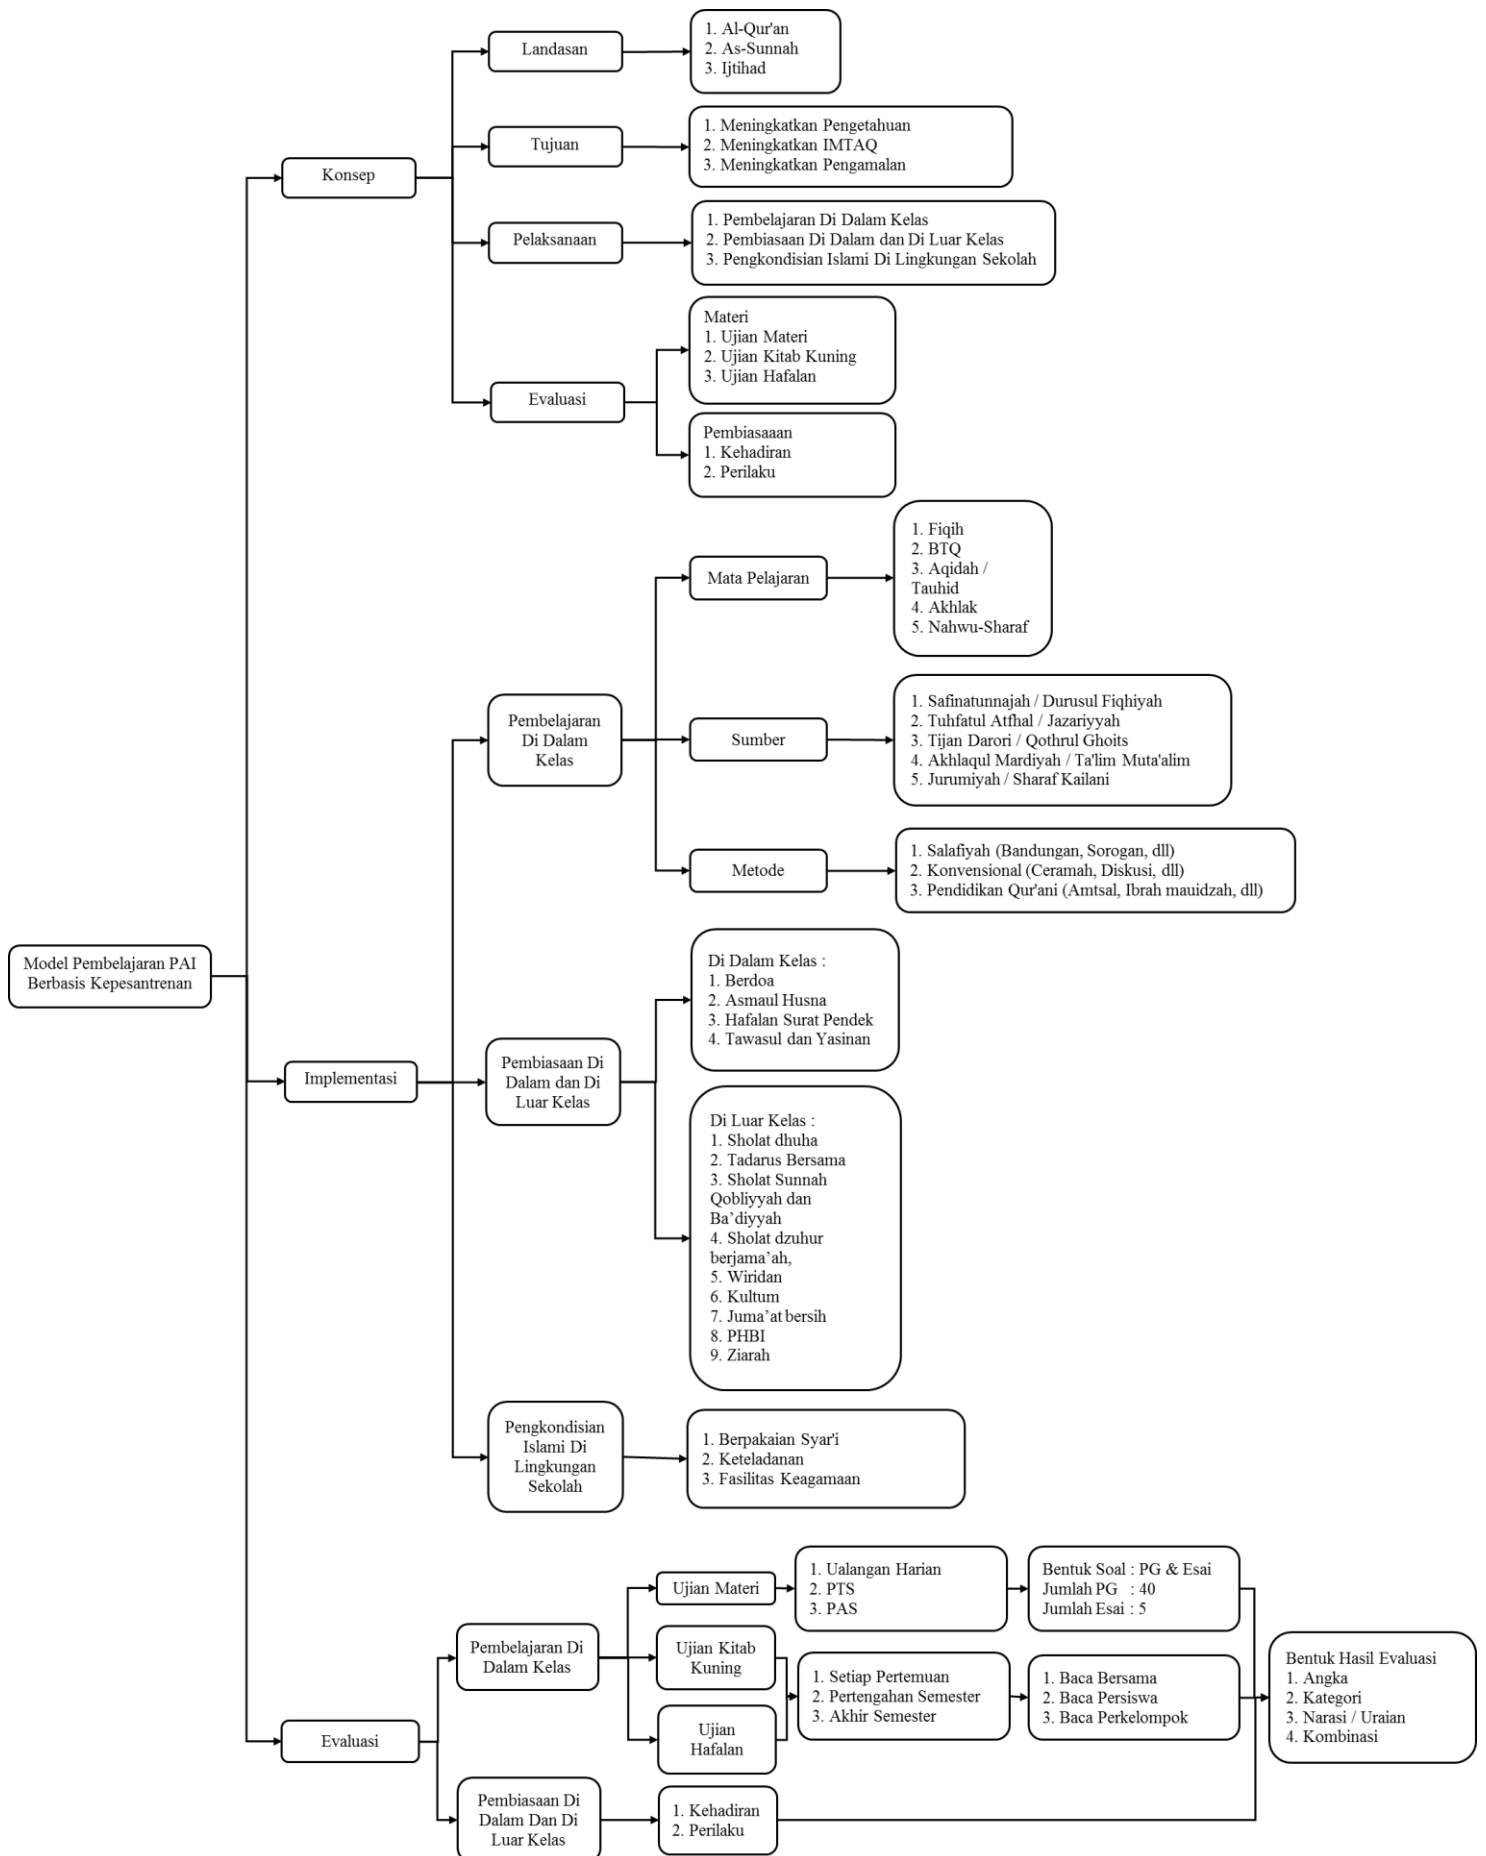 Model Pembelajaran PAI
Berbasis Kepesantrenan
Konsep
Landasan
1. Al-Qur'an
2. As-Sunnah
3. Ijtihad
Tujuan
1. Meningkatkan Pengetahuan
2. Meningkatkan IMTAQ
3. Meningkatkan Pengamalan
Pelaksanaan
1. Pembelajaran Di Dalam Kelas
2. Pembiasaan Di Dalam dan Di Luar Kelas
3. Pengkondisian Islami Di Lingkungan Sekolah
Evaluasi
Materi
1. Ujian Materi
2. Ujian Kitab Kuning
3. Ujian Hafalan
Pembiasaaan
1. Kehadiran
2. Perilaku
Implementasi
Pembelajaran
Di Dalam
Kelas
Mata Pelajaran
1. Fiqih
2. BTQ
3. Aqidah /
Tauhid
4. Akhlak
5. Nahwu-Sharaf
Sumber
1. Safinatunnajah / Durusul Fiqhiyah
2. Tuhfatul Atfhal / Jazariyyah
3. Tijan Darori / Qothrul Ghoits
4. Akhlaqul Mardiyah / Ta'lim Muta'alim
5. Jurumiyah / Sharaf Kailani
Metode
1. Salafiyah (Bandungan, Sorogan, dll)
2. Konvensional (Ceramah, Diskusi, dll)
3. Pendidikan Qur'ani (Amtsal, Ibrah mauidzah, dll)
Pembiasaan Di
Dalam dan Di
Luar Kelas
Di Dalam Kelas :
1. Berdoa
2. Asmaul Husna
3. Hafalan Surat Pendek
4. Tawasul dan Yasinan
Di Luar Kelas :
1. Sholat dhuha
2. Tadarus Bersama
3. Sholat Sunnah
Qobliyyah dan
Ba’diyyah
4. Sholat dzuhur
berjama’ah,
5. Wiridan
6. Kultum
7. Juma’at bersih
8. PHBI
9. Ziarah
Pengkondisian
Islami Di
Lingkungan
Sekolah
1. Berpakaian Syar'i
2. Keteladanan
3. Fasilitas Keagamaan
Evaluasi
Pembelajaran Di
Dalam Kelas
Ujian Materi
1. Ualangan Harian
2. PTS
3. PAS
Bentuk Soal : PG & Esai
Jumlah PG : 40
Jumlah Esai : 5
Ujian Kitab
Kuning
Ujian
Hafalan
1. Setiap Pertemuan
2. Pertengahan Semester
3. Akhir Semester
1. Baca Bersama
2. Baca Persiswa
3. Baca Perkelompok
Pembiasaan Di
Dalam Dan Di
Luar Kelas
1. Kehadiran
2. Perilaku
Bentuk Hasil Evaluasi
1. Angka
2. Kategori
3. Narasi / Uraian
4. Kombinasi